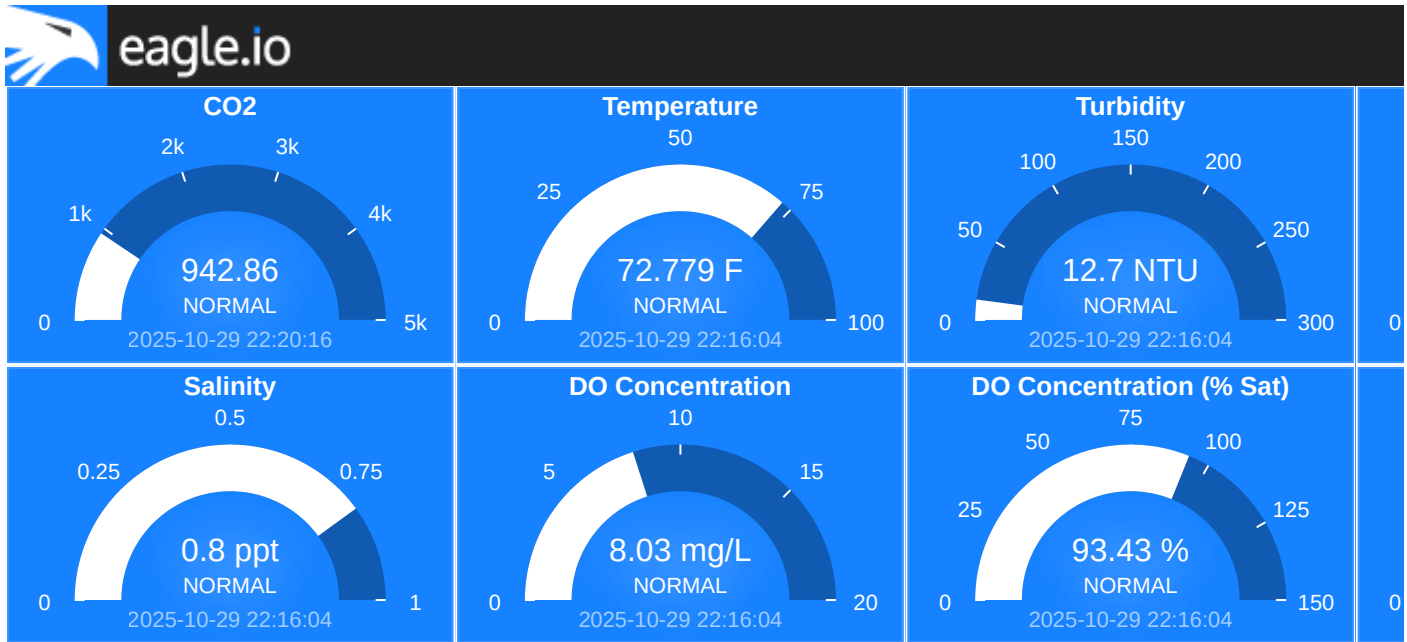 eagle.io
CO2
2k 3k
1k 4k
942.86
NORMAL
0 5k
2025-10-29 22:20:16
Temperature
50
25 75
72.779 F
NORMAL
0 100
2025-10-29 22:16:04
Turbidity
150
100 200
50 250
12.7 NTU
NORMAL
0 300
2025-10-29 22:16:04
0
Salinity
0.5
0.25 0.75
0.8 ppt
NORMAL
0 1
2025-10-29 22:16:04
DO Concentration
10
5 15
8.03 mg/L
NORMAL
0 20
2025-10-29 22:16:04
DO Concentration (% Sat)
75
50 100
25 125
93.43 %
NORMAL
0 150
2025-10-29 22:16:04
0